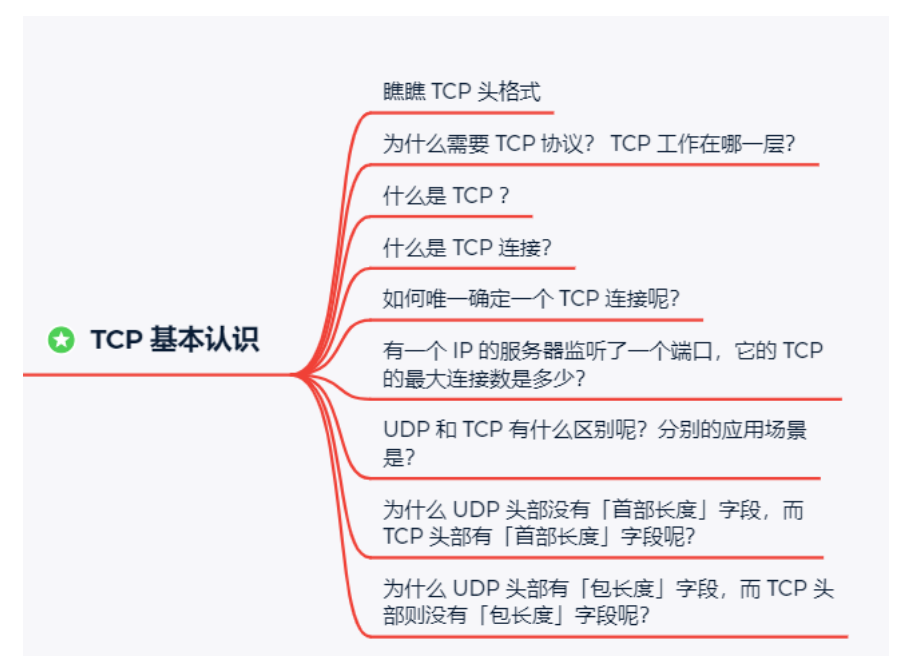 瞧瞧 TCP 头格式
为什么需要 TCP 协议? TCP 工作在哪一层?
什么是 TCP ?
什么是 TCP 连接?
如何唯一确定一个 TCP 连接呢?
TCP 基本认识
有一个 IP 的服务器监听了一个端口，它的 TCP
的最大连接数是多少?
UDP 和 TCP 有什么区别呢? 分别的应用场景
是?
为什么 UDP 头部没有「首部长度」字段，而
TCP 头部有「首部长度」字段呢?
为什么 UDP 头部有「包长度」字段，而 TCP 头
部则没有「包长度」字段呢?